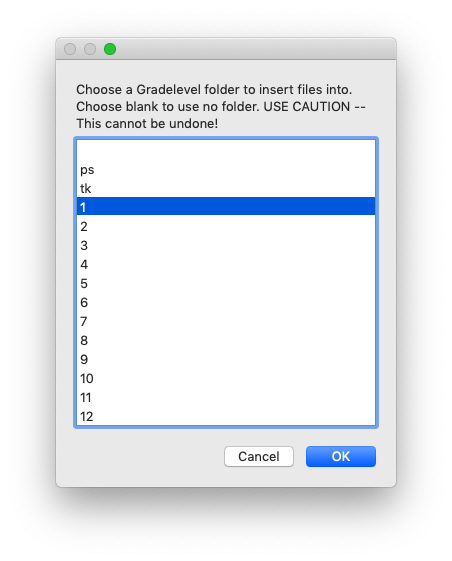 Choose a Gradelevel folder to insert files into.
Choose blank to use no folder. USE CAUTION --
This cannot be undone!
ps
tk
1
2
3
4
5
6
7
8
9
10
11
12
Cancel
OK